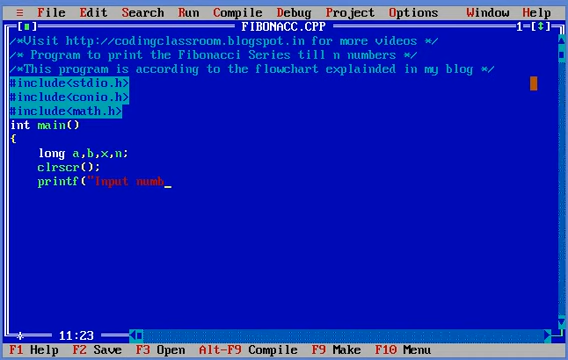 ≡ File Edit Search Run Compile Debug Project Options Window Help
[■] FIBONACC.CPP 1=[↕]
/*Visit http://codingclassroom.blogspot.in for more videos */
/* Program to print the Fibonacci Series till n numbers */
/*This program is according to the flowchart explainded in my blog */
#include<stdio.h>
#include<conio.h>
#include<math.h>
int main()
{
long a,b,x,n;
clrscr();
printf("Input numb_
* 11:23
F1 Help F2 Save F3 Open Alt-F9 Compile F9 Make F10 Menu